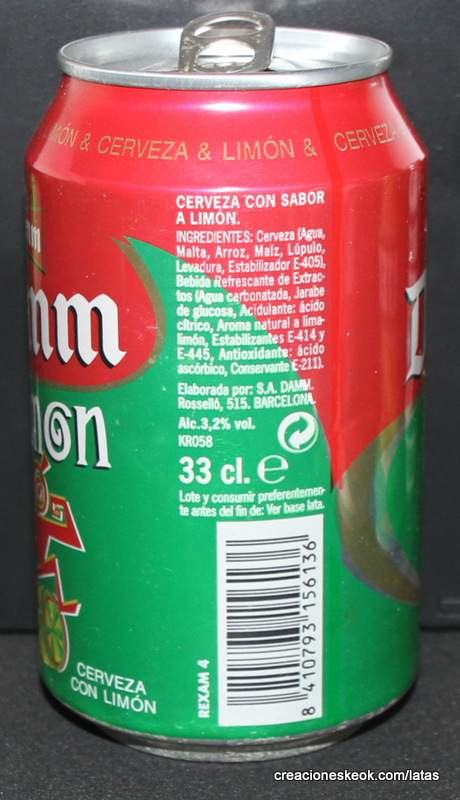 MÓN & CERVEZA & LIMÓN & CERVEZA
CERVEZA CON SABOR
A LIMÓN.
INGREDIENTES: Cerveza (Agua,
Malta, Arroz, Maíz, Lúpulo,
Levadura, Estabilizador E-405),
Bebida Refrescante de Extrac-
tos (Agua carbonatada, Jarabe
de glucosa, Acidulante: ácido
cítrico, Aroma natural a lima-
limón, Estabilizantes E-414 y
E-445, Antioxidante: ácido
ascórbico, Conservante E-211).
Elaborada por: S.A. DAMM.
Rosselló, 515. BARCELONA.
Alc.3,2% vol.
KR058
33 cl. e
Lote y consumir preferentemen-
te antes del fin de: Ver base lata.
mm
mon
CERVEZA
CON LIMÓN
REXAM 4
8 410793 156136
creacioneskeok.com/latas